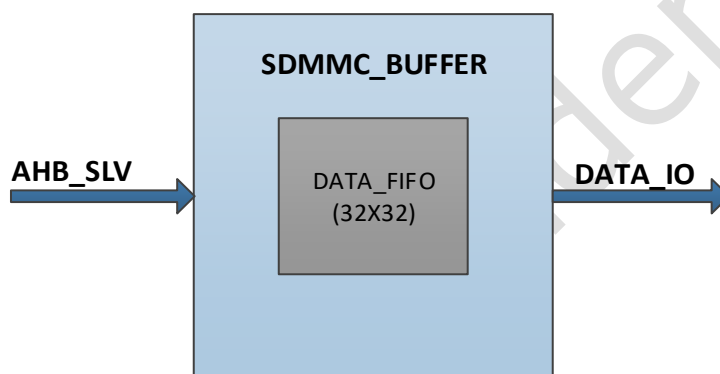 SDMMC_BUFFER
AHB_SLV
DATA_FIFO
(32X32)
DATA_IO